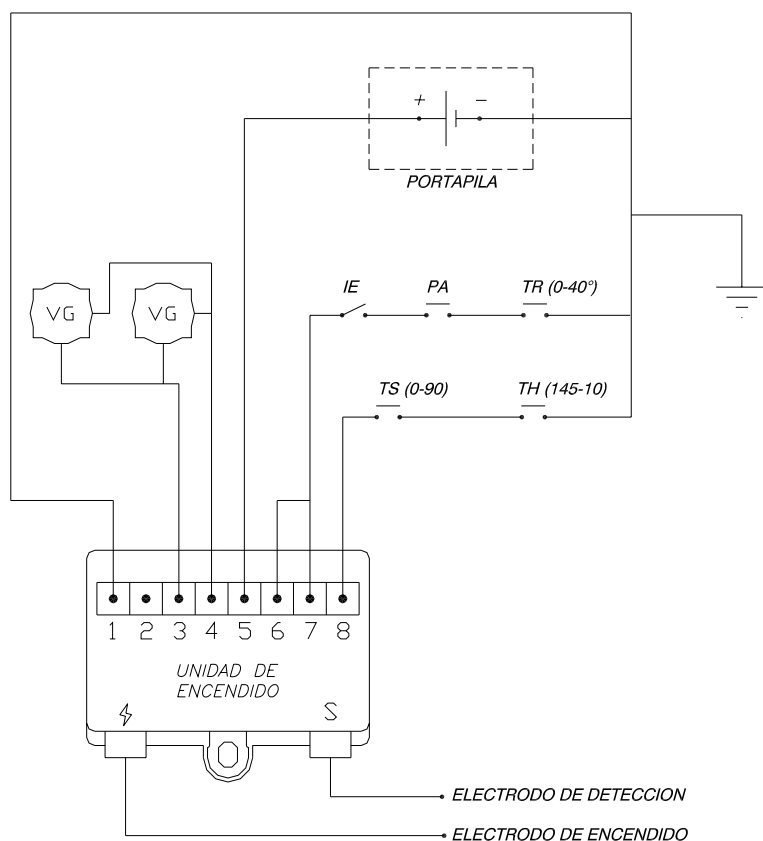 + −
PORTAPILA
VG VG
IE PA TR (0-40°)
TS (0-90) TH (145-10)
1 2 3 4 5 6 7 8
UNIDAD DE
ENCENDIDO
S
ELECTRODO DE DETECCION
ELECTRODO DE ENCENDIDO